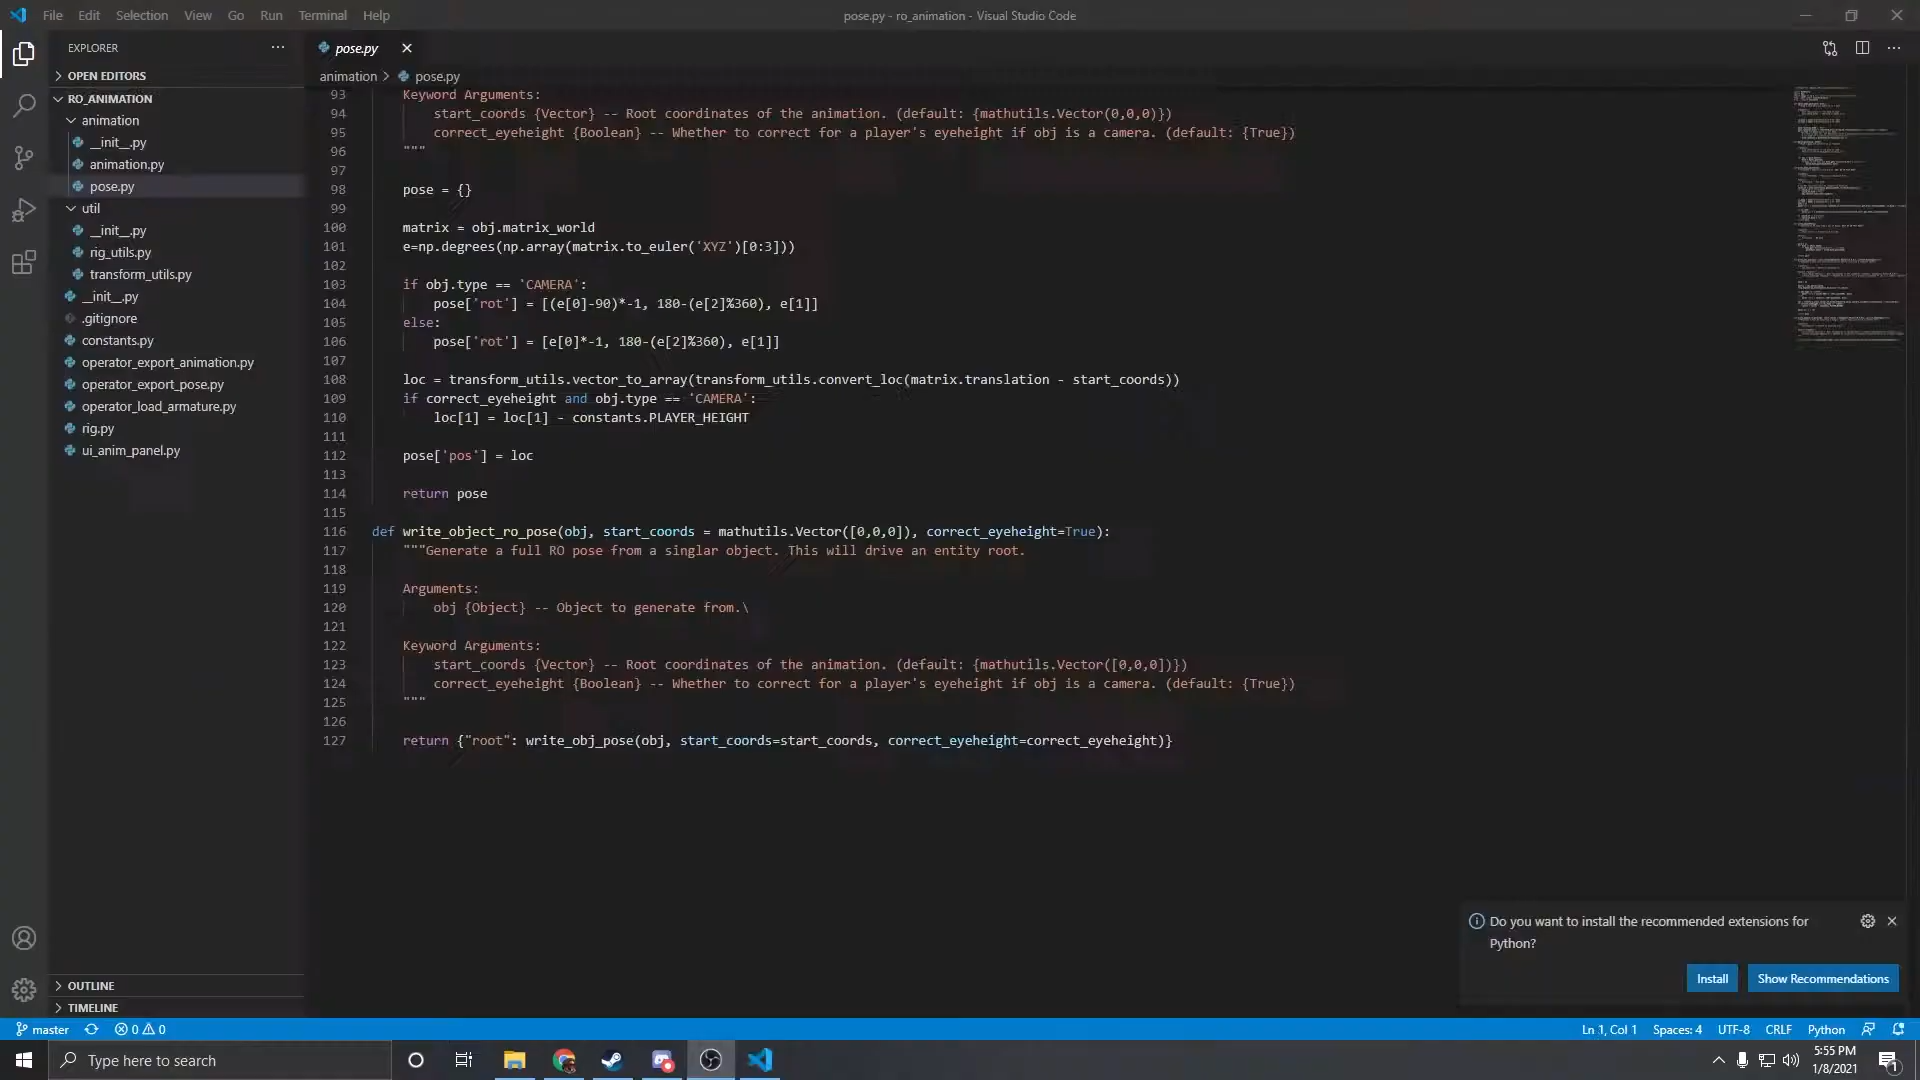 File Edit Selection View Go Run Terminal Help
pose.py - ro_animation - Visual Studio Code
EXPLORER
OPEN EDITORS
RO_ANIMATION
animation
__init__.py
animation.py
pose.py
util
__init__.py
rig_utils.py
transform_utils.py
__init__.py
.gitignore
constants.py
operator_export_animation.py
operator_export_pose.py
operator_load_armature.py
rig.py
ui_anim_panel.py
OUTLINE
TIMELINE
pose.py
animation > pose.py
93 Keyword Arguments:
94 start_coords {Vector} -- Root coordinates of the animation. (default: {mathutils.Vector(0,0,0)})
95 correct_eyeheight {Boolean} -- Whether to correct for a player's eyeheight if obj is a camera. (default: {True})
96 """
97
98 pose = {}
99
100 matrix = obj.matrix_world
101 e=np.degrees(np.array(matrix.to_euler('XYZ')[0:3]))
102
103 if obj.type == 'CAMERA':
104 pose['rot'] = [(e[0]-90)*-1, 180-(e[2]%360), e[1]]
105 else:
106 pose['rot'] = [e[0]*-1, 180-(e[2]%360), e[1]]
107
108 loc = transform_utils.vector_to_array(transform_utils.convert_loc(matrix.translation - start_coords))
109 if correct_eyeheight and obj.type == 'CAMERA':
110 loc[1] = loc[1] - constants.PLAYER_HEIGHT
111
112 pose['pos'] = loc
113
114 return pose
115
116 def write_object_ro_pose(obj, start_coords = mathutils.Vector([0,0,0]), correct_eyeheight=True):
117 """Generate a full RO pose from a singlar object. This will drive an entity root.
118
119 Arguments:
120 obj {Object} -- Object to generate from.\
121
122 Keyword Arguments:
123 start_coords {Vector} -- Root coordinates of the animation. (default: {mathutils.Vector([0,0,0])})
124 correct_eyeheight {Boolean} -- Whether to correct for a player's eyeheight if obj is a camera. (default: {True})
125 """
126
127 return {"root": write_obj_pose(obj, start_coords=start_coords, correct_eyeheight=correct_eyeheight)}
Do you want to install the recommended extensions for
Python?
Install Show Recommendations
master 0 0
Ln 1, Col 1 Spaces: 4 UTF-8 CRLF Python
Type here to search
5:55 PM
1/8/2021
1